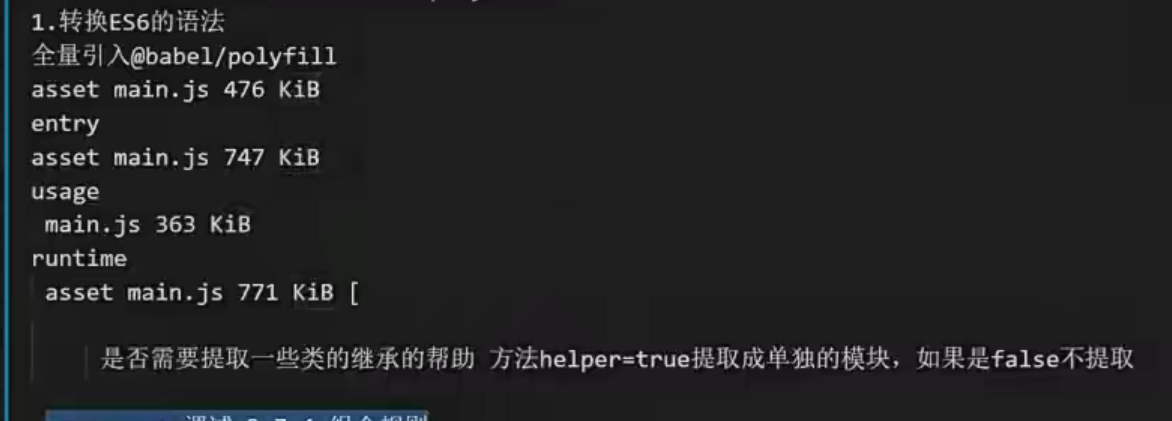 1.转换ES6的语法
全量引入@babel/polyfill
asset main.js 476 KiB
entry
asset main.js 747 KiB
usage
main.js 363 KiB
runtime
asset main.js 771 KiB [
是否需要提取一些类的继承的帮助 方法helper=true提取成单独的模块，如果是false不提取